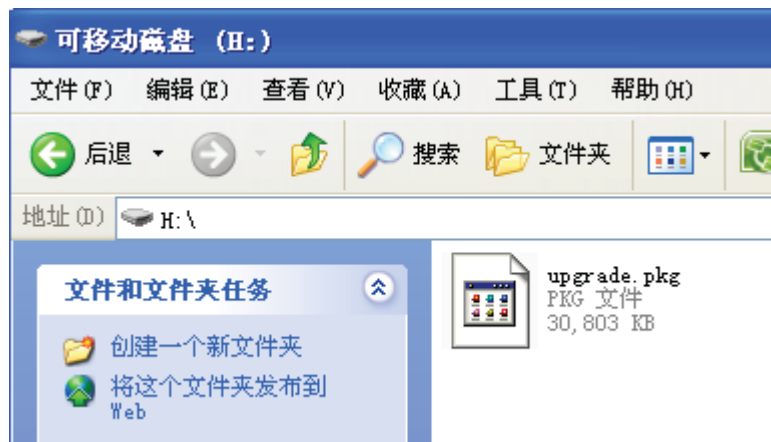 可移动磁盘 (H:)
文件(F) 编辑(E) 查看(V) 收藏(A) 工具(T) 帮助(H)
后退 搜索 文件夹
地址(D) H:\
文件和文件夹任务
创建一个新文件夹
将这个文件夹发布到
Web
upgrade.pkg
PKG 文件
30,803 KB